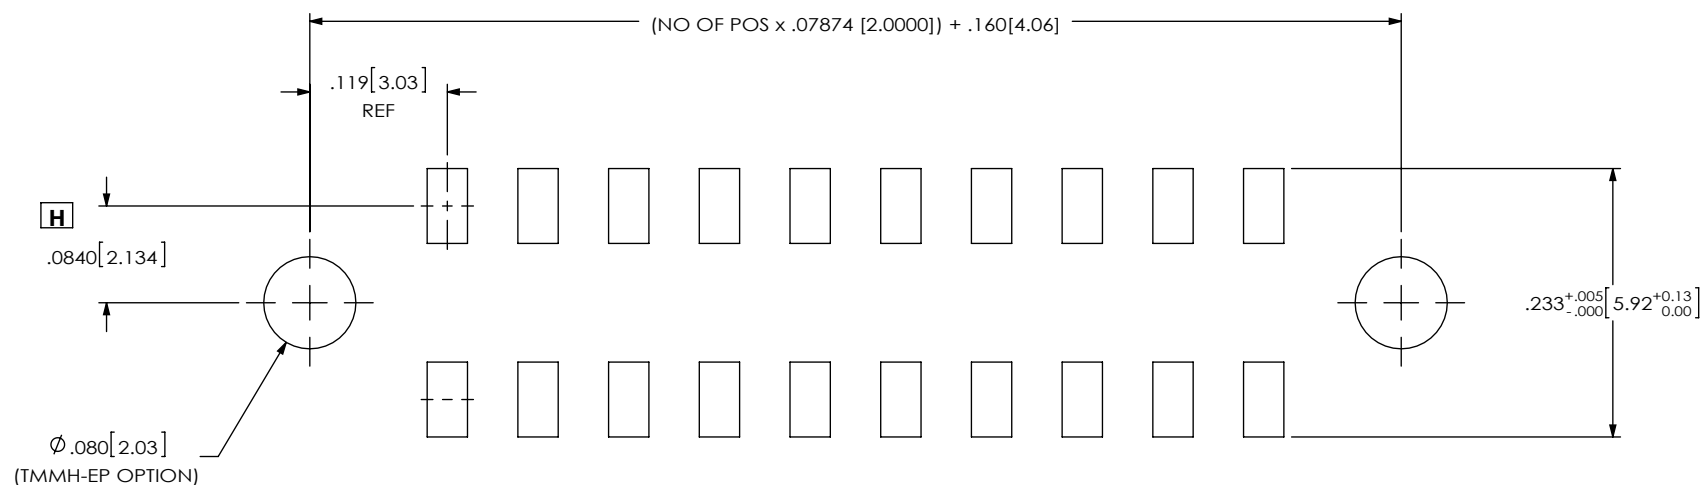 (NO OF POS x .07874 [2.0000]) + .160[4.06]
.119[3.03]
REF
H
.0840[2.134]
.233+.005-.000[5.92+0.13 0.00]
Ø.080[2.03]
(TMMH-EP OPTION)